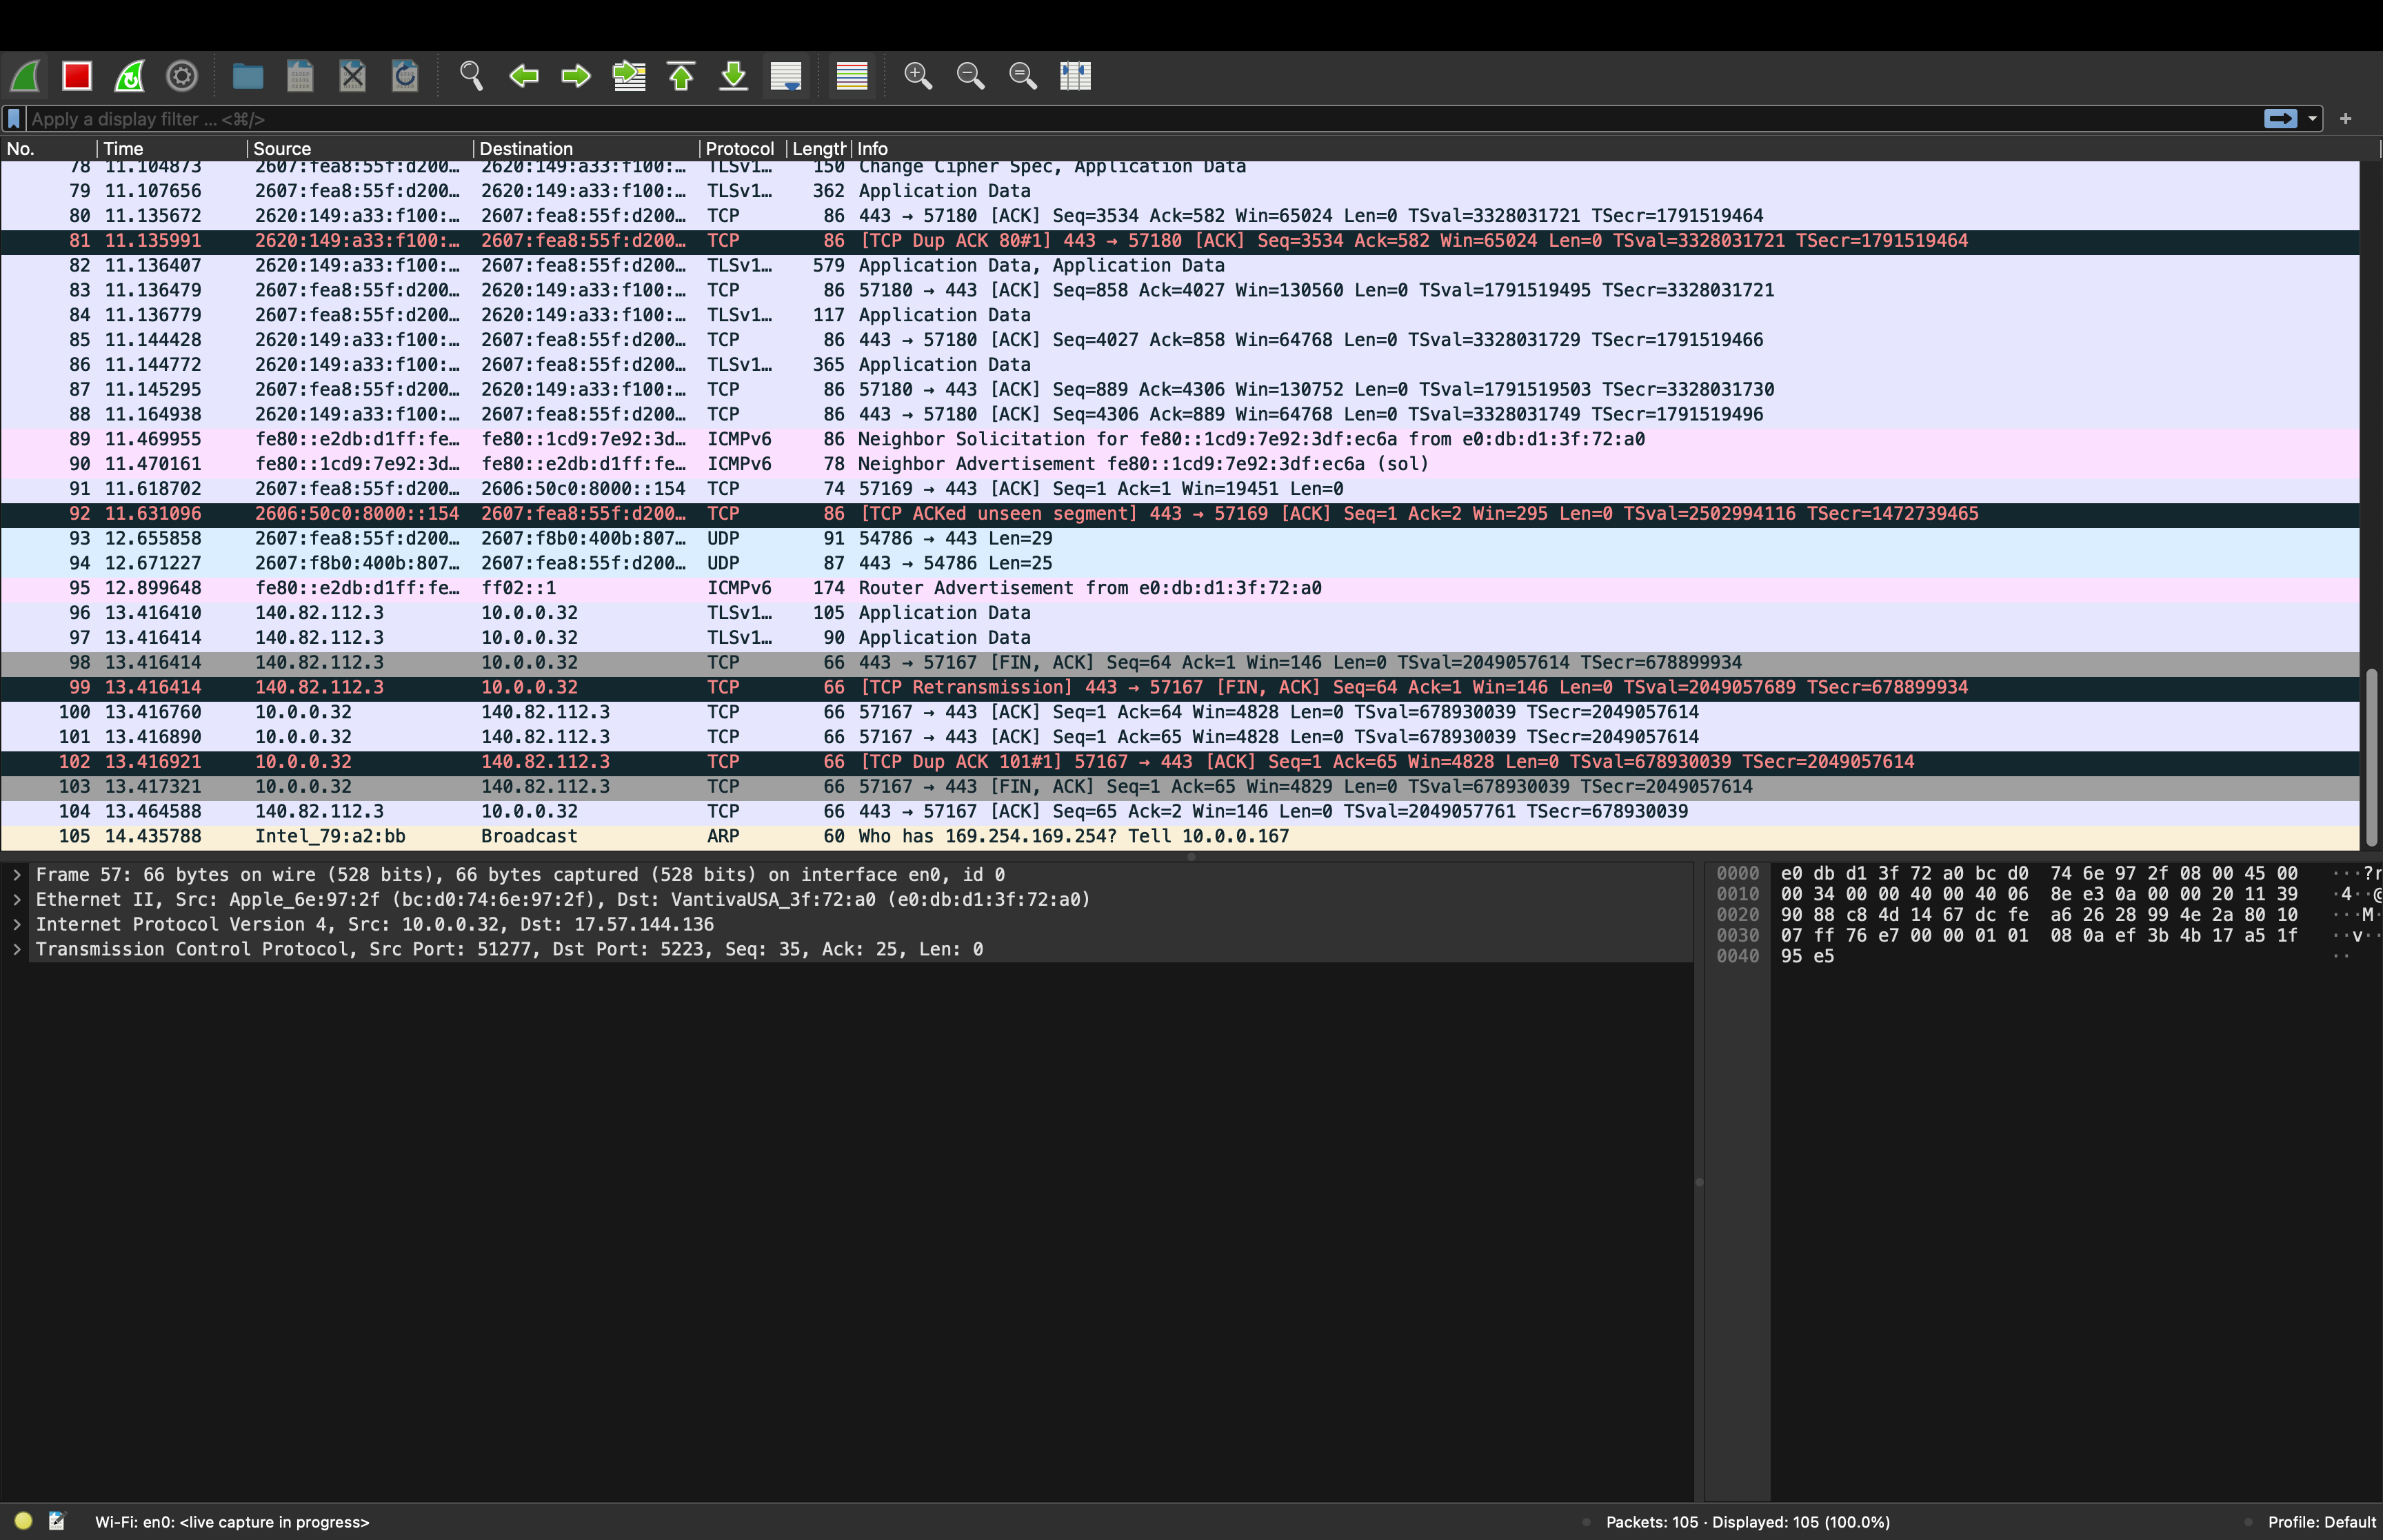 Apply a display filter ... <⌘/>
No. Time Source Destination Protocol Length Info
78 11.104873 2607:fea8:55f:d200… 2620:149:a33:f100:… TLSv1… 150 Change Cipher Spec, Application Data
79 11.107656 2607:fea8:55f:d200… 2620:149:a33:f100:… TLSv1… 362 Application Data
80 11.135672 2620:149:a33:f100:… 2607:fea8:55f:d200… TCP 86 443 → 57180 [ACK] Seq=3534 Ack=582 Win=65024 Len=0 TSval=3328031721 TSecr=1791519464
81 11.135991 2620:149:a33:f100:… 2607:fea8:55f:d200… TCP 86 [TCP Dup ACK 80#1] 443 → 57180 [ACK] Seq=3534 Ack=582 Win=65024 Len=0 TSval=3328031721 TSecr=1791519464
82 11.136407 2620:149:a33:f100:… 2607:fea8:55f:d200… TLSv1… 579 Application Data, Application Data
83 11.136479 2607:fea8:55f:d200… 2620:149:a33:f100:… TCP 86 57180 → 443 [ACK] Seq=858 Ack=4027 Win=130560 Len=0 TSval=1791519495 TSecr=3328031721
84 11.136779 2607:fea8:55f:d200… 2620:149:a33:f100:… TLSv1… 117 Application Data
85 11.144428 2620:149:a33:f100:… 2607:fea8:55f:d200… TCP 86 443 → 57180 [ACK] Seq=4027 Ack=858 Win=64768 Len=0 TSval=3328031729 TSecr=1791519466
86 11.144772 2620:149:a33:f100:… 2607:fea8:55f:d200… TLSv1… 365 Application Data
87 11.145295 2607:fea8:55f:d200… 2620:149:a33:f100:… TCP 86 57180 → 443 [ACK] Seq=889 Ack=4306 Win=130752 Len=0 TSval=1791519503 TSecr=3328031730
88 11.164938 2620:149:a33:f100:… 2607:fea8:55f:d200… TCP 86 443 → 57180 [ACK] Seq=4306 Ack=889 Win=64768 Len=0 TSval=3328031749 TSecr=1791519496
89 11.469955 fe80::e2db:d1ff:fe… fe80::1cd9:7e92:3d… ICMPv6 86 Neighbor Solicitation for fe80::1cd9:7e92:3df:ec6a from e0:db:d1:3f:72:a0
90 11.470161 fe80::1cd9:7e92:3d… fe80::e2db:d1ff:fe… ICMPv6 78 Neighbor Advertisement fe80::1cd9:7e92:3df:ec6a (sol)
91 11.618702 2607:fea8:55f:d200… 2606:50c0:8000::154 TCP 74 57169 → 443 [ACK] Seq=1 Ack=1 Win=19451 Len=0
92 11.631096 2606:50c0:8000::154 2607:fea8:55f:d200… TCP 86 [TCP ACKed unseen segment] 443 → 57169 [ACK] Seq=1 Ack=2 Win=295 Len=0 TSval=2502994116 TSecr=1472739465
93 12.655858 2607:fea8:55f:d200… 2607:f8b0:400b:807… UDP 91 54786 → 443 Len=29
94 12.671227 2607:f8b0:400b:807… 2607:fea8:55f:d200… UDP 87 443 → 54786 Len=25
95 12.899648 fe80::e2db:d1ff:fe… ff02::1 ICMPv6 174 Router Advertisement from e0:db:d1:3f:72:a0
96 13.416410 140.82.112.3 10.0.0.32 TLSv1… 105 Application Data
97 13.416414 140.82.112.3 10.0.0.32 TLSv1… 90 Application Data
98 13.416414 140.82.112.3 10.0.0.32 TCP 66 443 → 57167 [FIN, ACK] Seq=64 Ack=1 Win=146 Len=0 TSval=2049057614 TSecr=678899934
99 13.416414 140.82.112.3 10.0.0.32 TCP 66 [TCP Retransmission] 443 → 57167 [FIN, ACK] Seq=64 Ack=1 Win=146 Len=0 TSval=2049057689 TSecr=678899934
100 13.416760 10.0.0.32 140.82.112.3 TCP 66 57167 → 443 [ACK] Seq=1 Ack=64 Win=4828 Len=0 TSval=678930039 TSecr=2049057614
101 13.416890 10.0.0.32 140.82.112.3 TCP 66 57167 → 443 [ACK] Seq=1 Ack=65 Win=4828 Len=0 TSval=678930039 TSecr=2049057614
102 13.416921 10.0.0.32 140.82.112.3 TCP 66 [TCP Dup ACK 101#1] 57167 → 443 [ACK] Seq=1 Ack=65 Win=4828 Len=0 TSval=678930039 TSecr=2049057614
103 13.417321 10.0.0.32 140.82.112.3 TCP 66 57167 → 443 [FIN, ACK] Seq=1 Ack=65 Win=4829 Len=0 TSval=678930039 TSecr=2049057614
104 13.464588 140.82.112.3 10.0.0.32 TCP 66 443 → 57167 [ACK] Seq=65 Ack=2 Win=146 Len=0 TSval=2049057761 TSecr=678930039
105 14.435788 Intel_79:a2:bb Broadcast ARP 60 Who has 169.254.169.254? Tell 10.0.0.167
Frame 57: 66 bytes on wire (528 bits), 66 bytes captured (528 bits) on interface en0, id 0
Ethernet II, Src: Apple_6e:97:2f (bc:d0:74:6e:97:2f), Dst: VantivaUSA_3f:72:a0 (e0:db:d1:3f:72:a0)
Internet Protocol Version 4, Src: 10.0.0.32, Dst: 17.57.144.136
Transmission Control Protocol, Src Port: 51277, Dst Port: 5223, Seq: 35, Ack: 25, Len: 0
0000 e0 db d1 3f 72 a0 bc d0 74 6e 97 2f 08 00 45 00 ···?r
0010 00 34 00 00 40 00 40 06 8e e3 0a 00 00 20 11 39 ·4··@
0020 90 88 c8 4d 14 67 dc fe a6 26 28 99 4e 2a 80 10 ···M·
0030 07 ff 76 e7 00 00 01 01 08 0a ef 3b 4b 17 a5 1f ··v··
0040 95 e5 ··
Wi-Fi: en0: <live capture in progress>
Packets: 105 · Displayed: 105 (100.0%)
Profile: Default